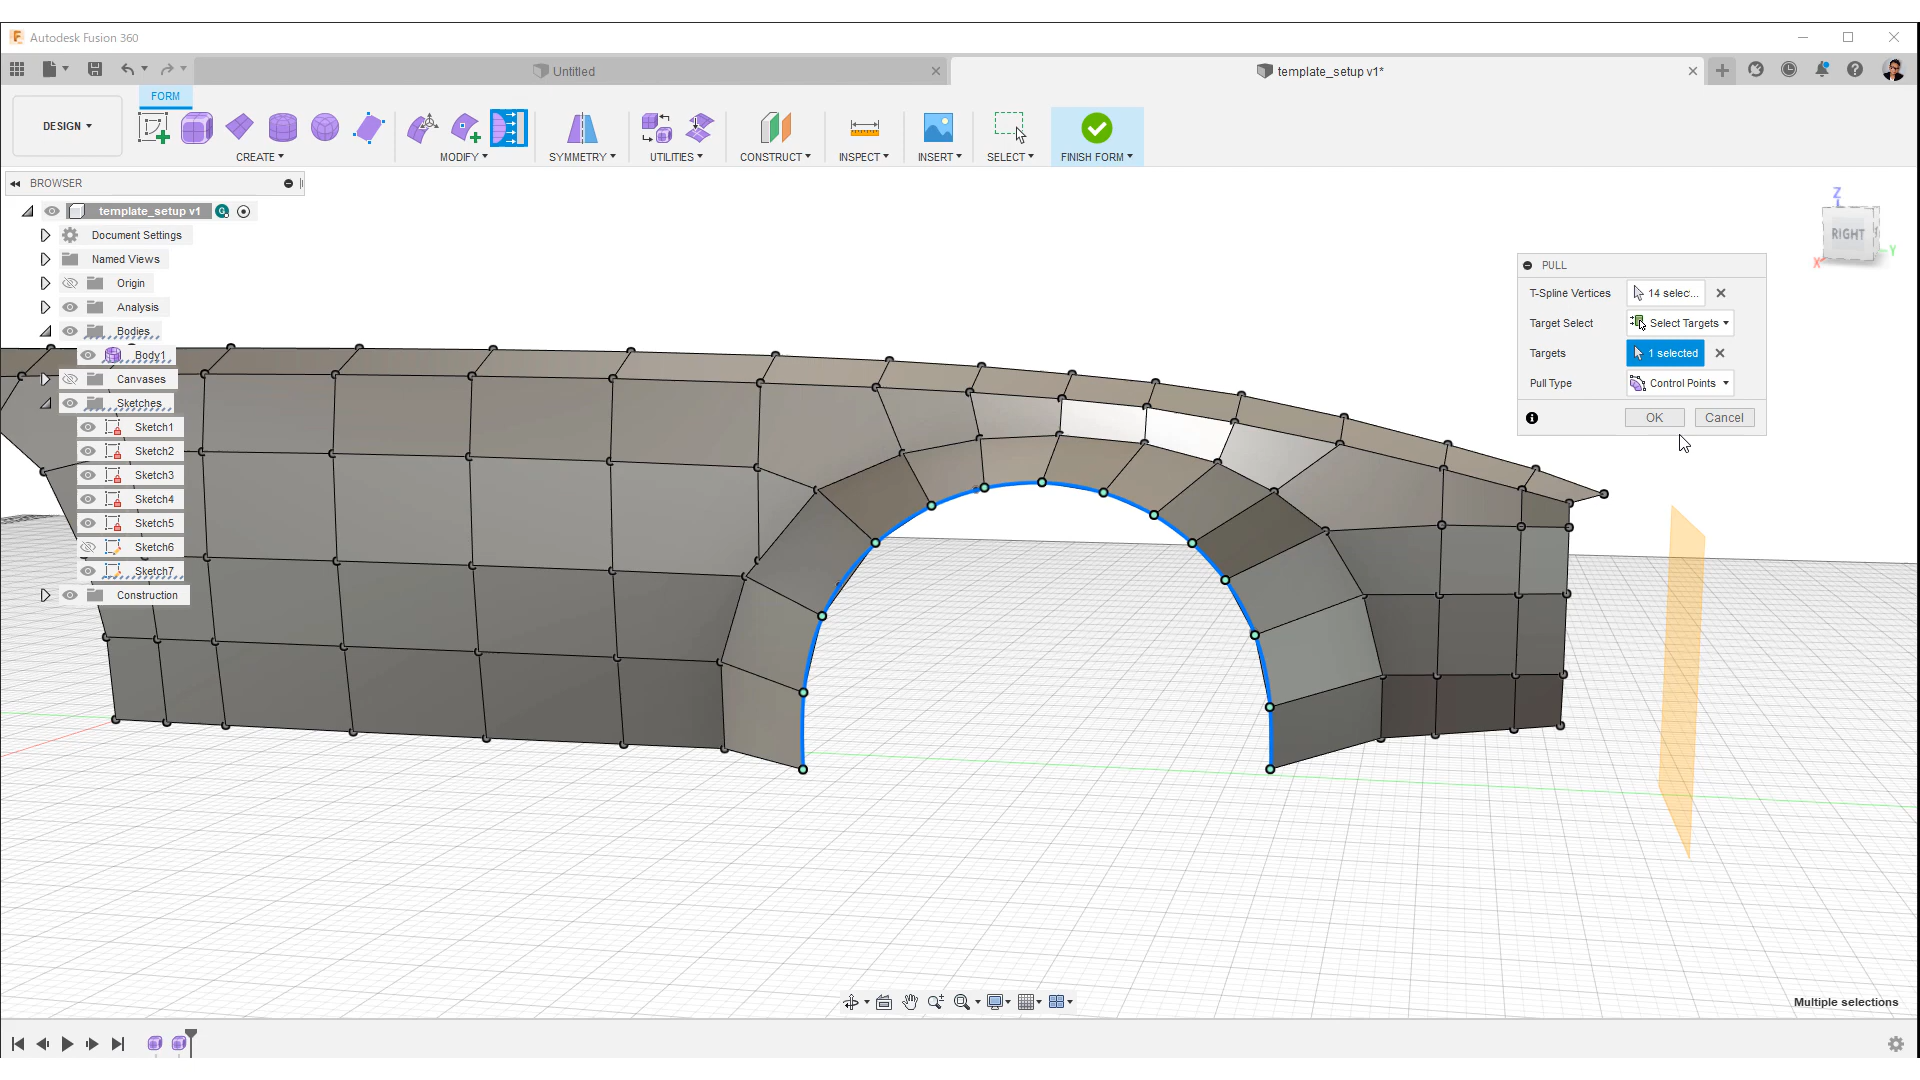 Autodesk Fusion 360
Untitled
template_setup v1*
FORM
DESIGN
CREATE
MODIFY
SYMMETRY
UTILITIES
CONSTRUCT
INSPECT
INSERT
SELECT
FINISH FORM
BROWSER
template_setup v1
Document Settings
Named Views
Origin
Analysis
Bodies
Body1
Canvases
Sketches
Sketch1
Sketch2
Sketch3
Sketch4
Sketch5
Sketch6
Sketch7
Construction
Z
RIGHT
Y
X
PULL
T-Spline Vertices 14 selec...
Target Select Select Targets
Targets 1 selected
Pull Type Control Points
OK Cancel
Multiple selections